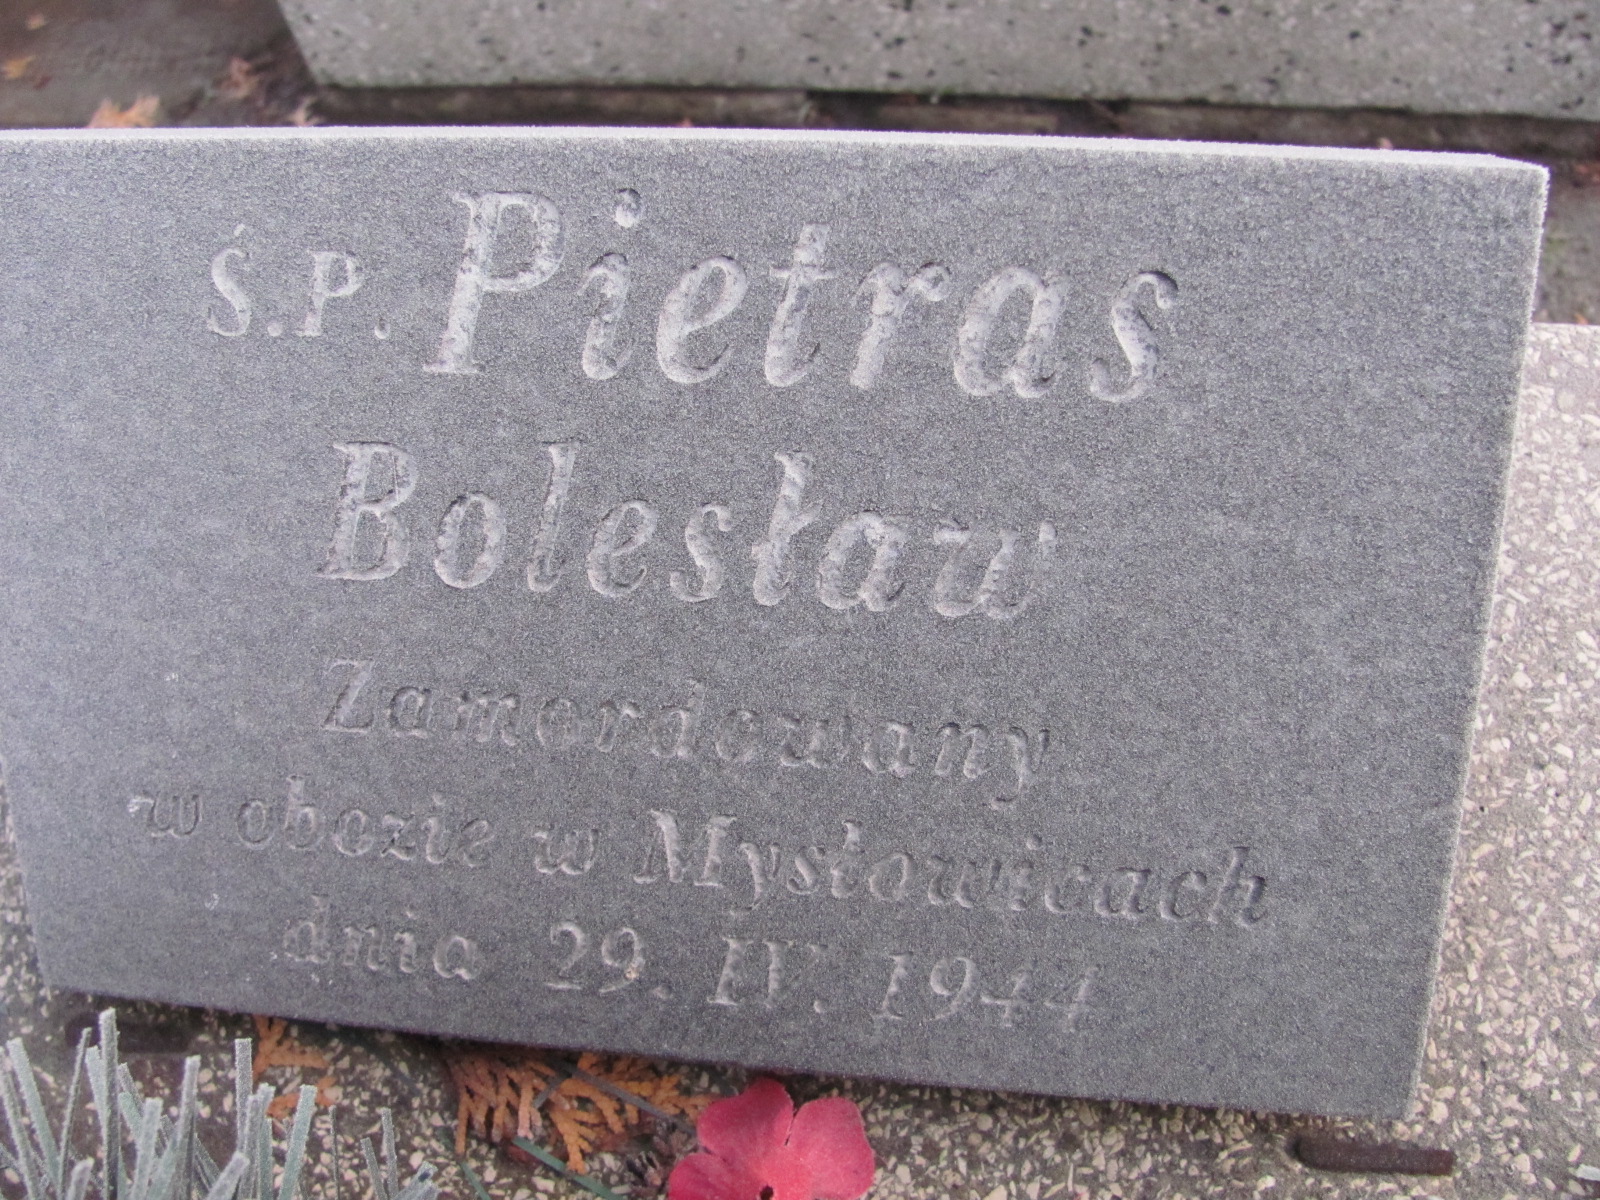 Ś.P. Pietras
Bolesław
Zamordowany
w obozie w Mysłowicach
dnia 29. IV. 1944